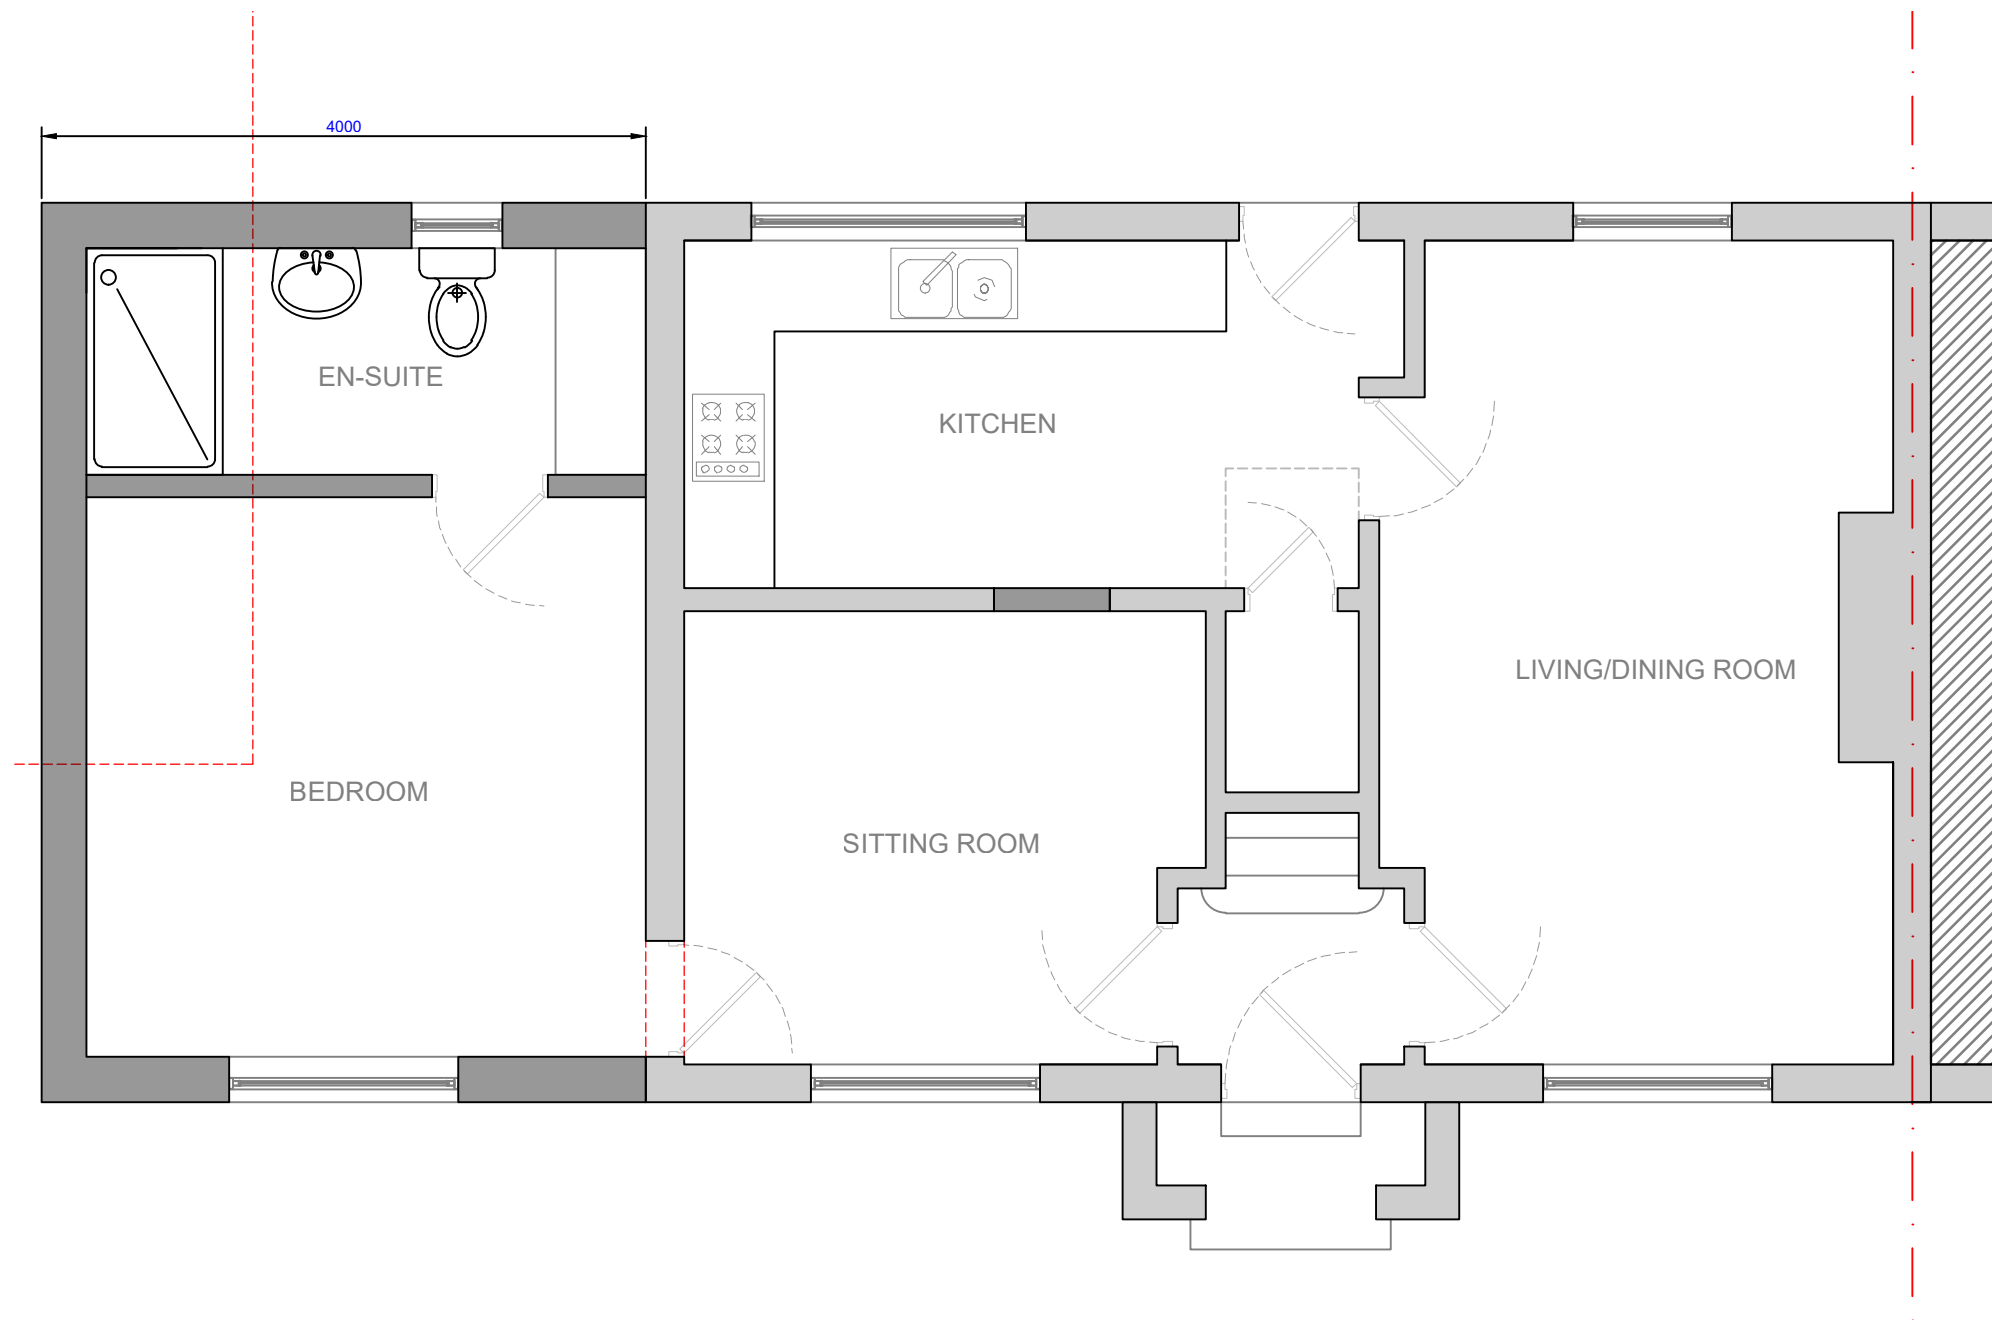 4000
EN-SUITE
KITCHEN
LIVING/DINING ROOM
BEDROOM
SITTING ROOM